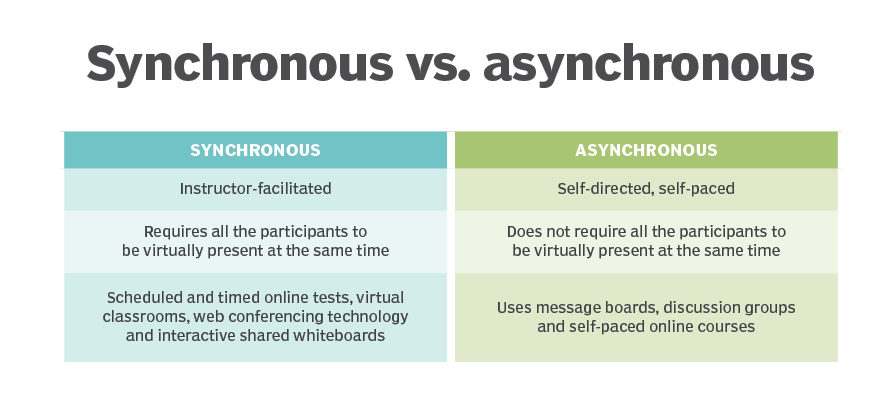 Synchronous vs. asynchronous
SYNCHRONOUS
ASYNCHRONOUS
Instructor-facilitated
Self-directed, self-paced
Requires all the participants to
be virtually present at the same time
Does not require all the participants to
be virtually present at the same time
Scheduled and timed online tests, virtual
classrooms, web conferencing technology
and interactive shared whiteboards
Uses message boards, discussion groups
and self-paced online courses